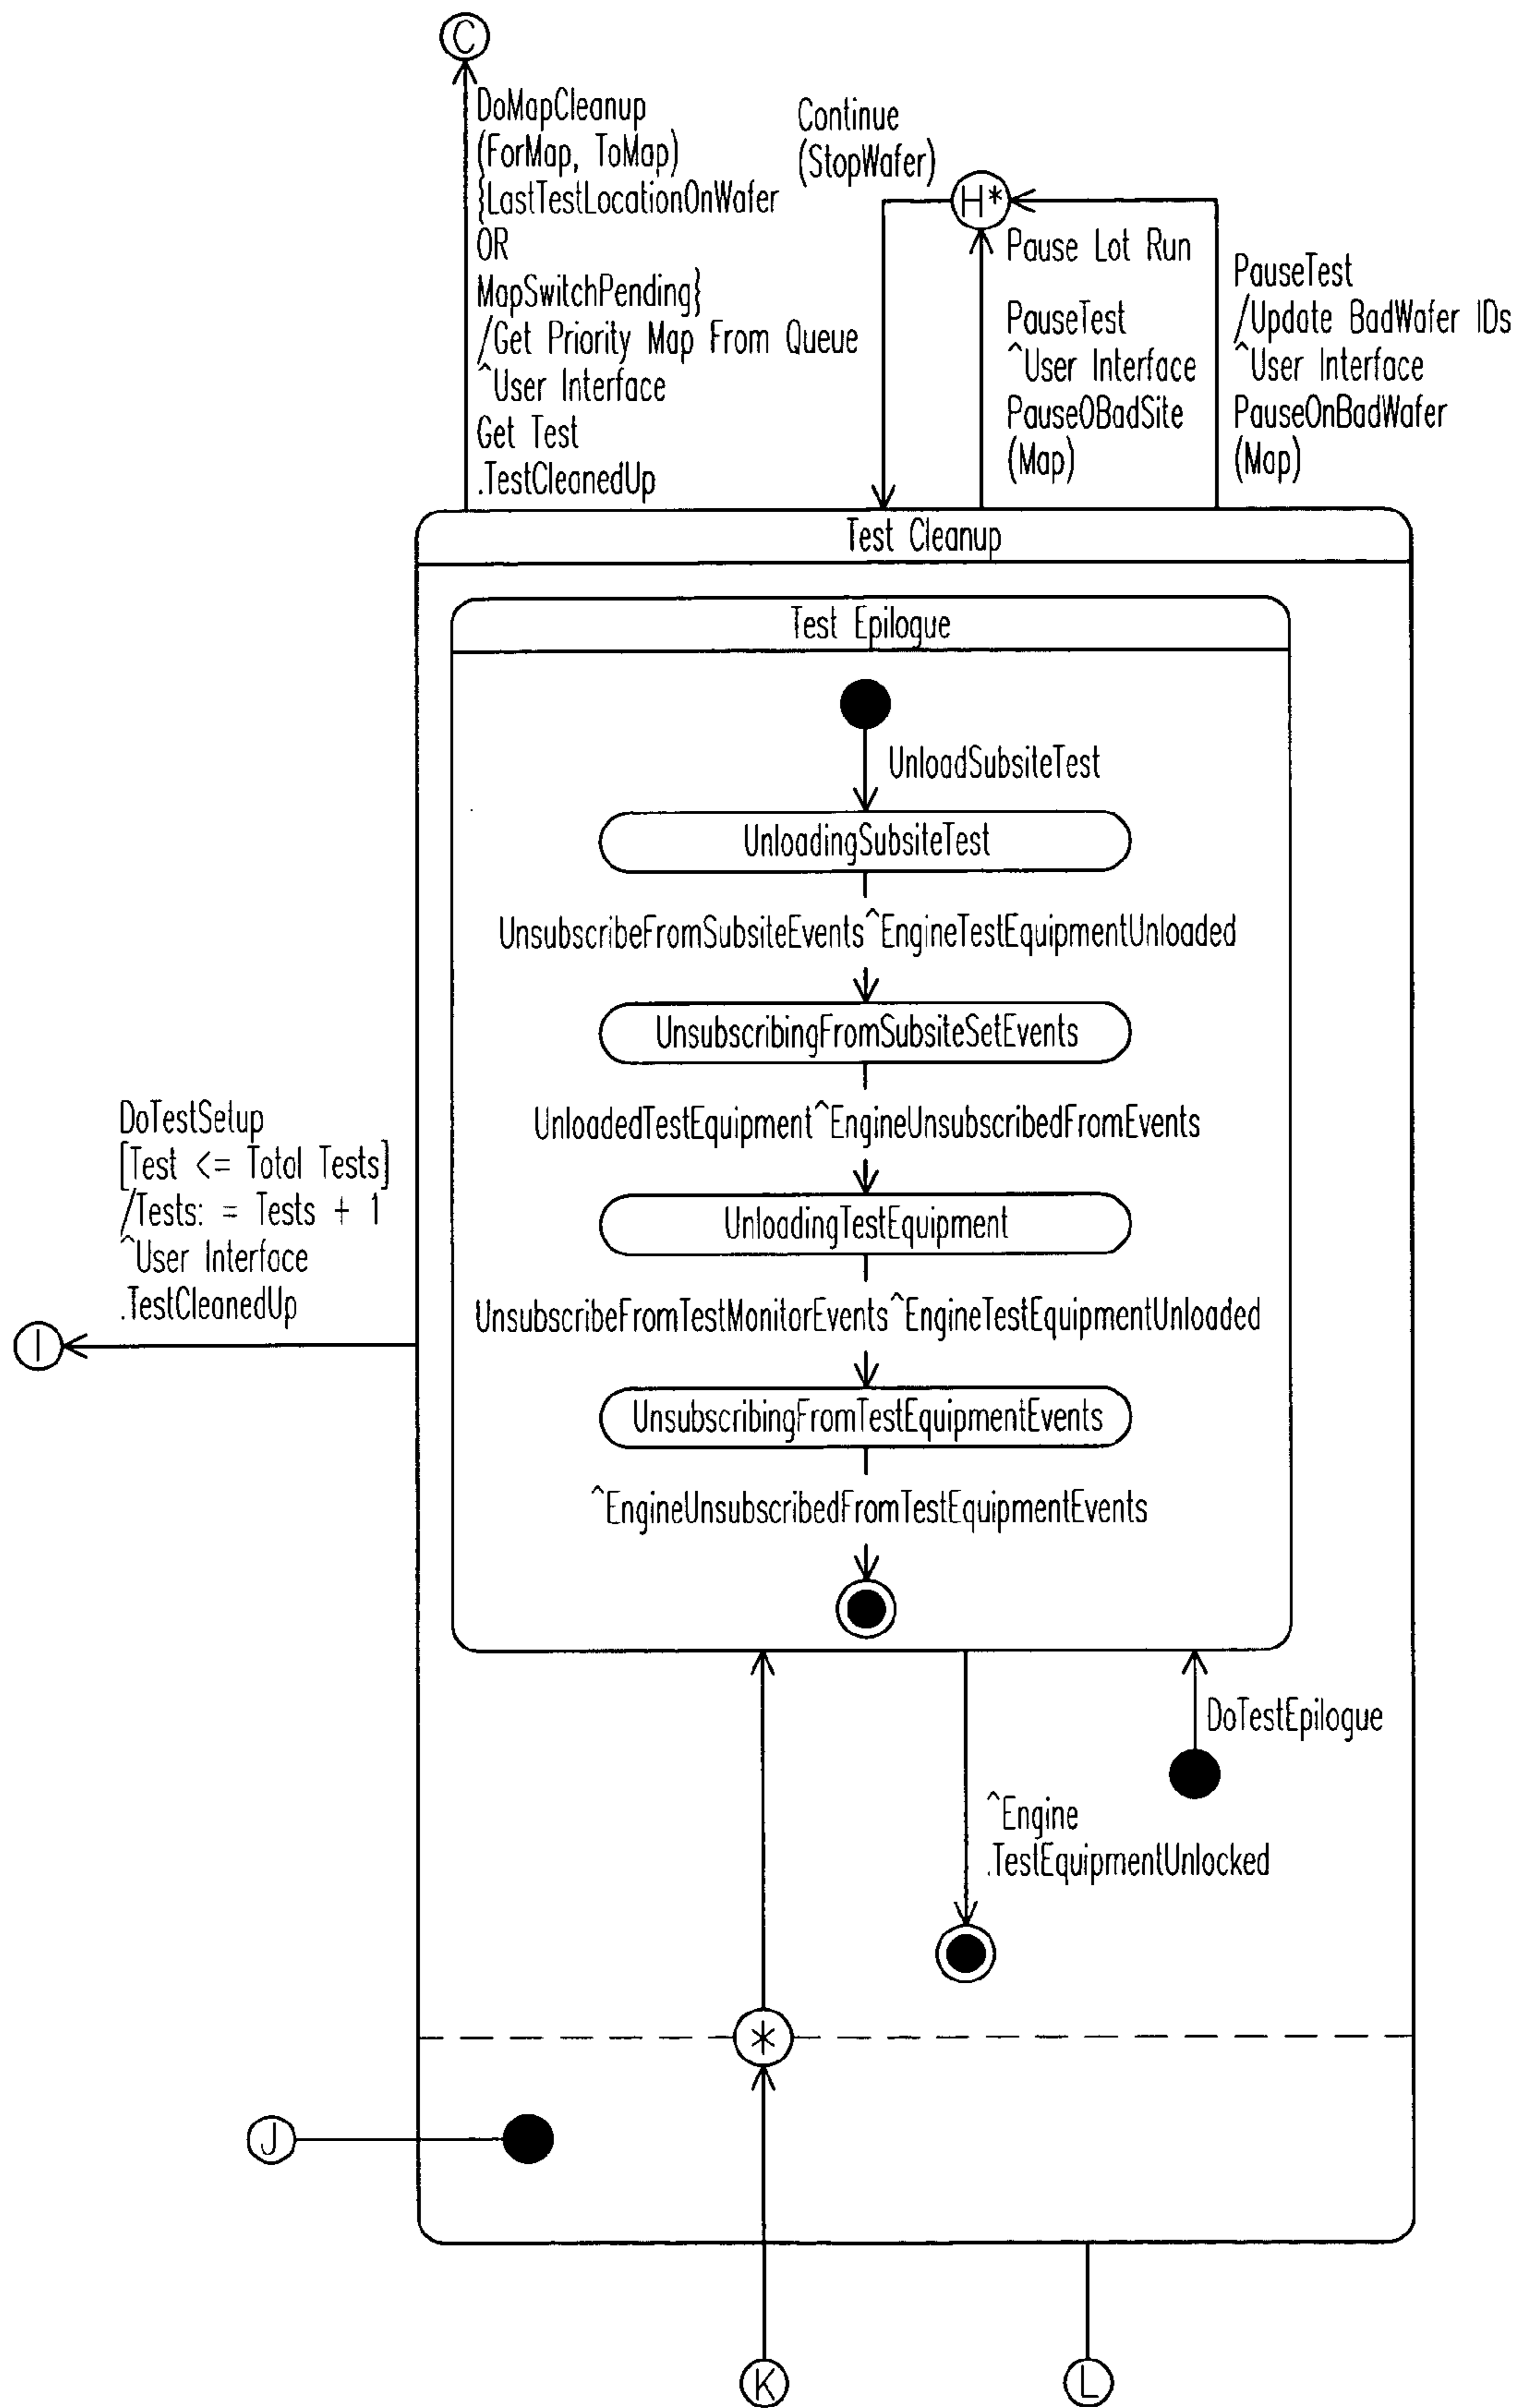 C
DoMapCleanup
(ForMap, ToMap)
{LastTestLocationOnWafer
OR
MapSwitchPending}
/Get Priority Map From Queue
^User Interface
Get Test
.TestCleanedUp
Continue
(StopWafer)
H*
Pause Lot Run
PauseTest
^User Interface
PauseOBadSite
(Map)
PauseTest
/Update BadWafer IDs
^User Interface
PauseOnBadWafer
(Map)
Test Cleanup
Test Epilogue
UnloadSubsiteTest
UnloadingSubsiteTest
UnsubscribeFromSubsiteEvents^EngineTestEquipmentUnloaded
UnsubscribingFromSubsiteSetEvents
UnloadedTestEquipment^EngineUnsubscribedFromEvents
UnloadingTestEquipment
UnsubscribeFromTestMonitorEvents^EngineTestEquipmentUnloaded
UnsubscribingFromTestEquipmentEvents
^EngineUnsubscribedFromTestEquipmentEvents
DoTestSetup
[Test <= Total Tests]
/Tests: = Tests + 1
^User Interface
.TestCleanedUp
I
DoTestEpilogue
^Engine
.TestEquipmentUnlocked
*
J
K
L